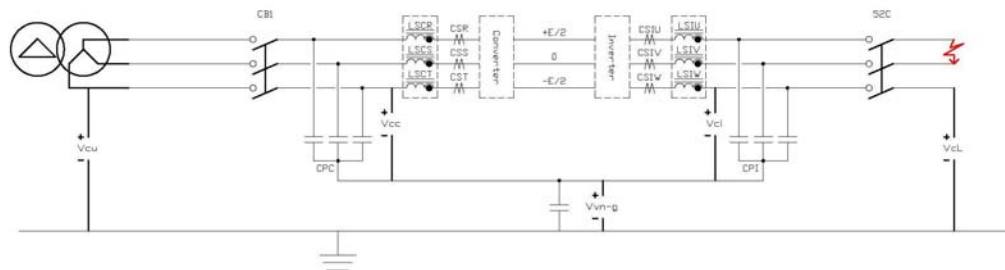 CB1
52C
LSCR
LSCS
LSCT
CSR
CSS
CST
Converter
+E/2
0
-E/2
Inverter
CSIU
CSIV
CSIW
LSIU
LSIV
LSIW
+
Vcu
-
+
Vcc
-
+
Vci
-
+
VcL
-
CPC
CPI
+
Vvn-g
-